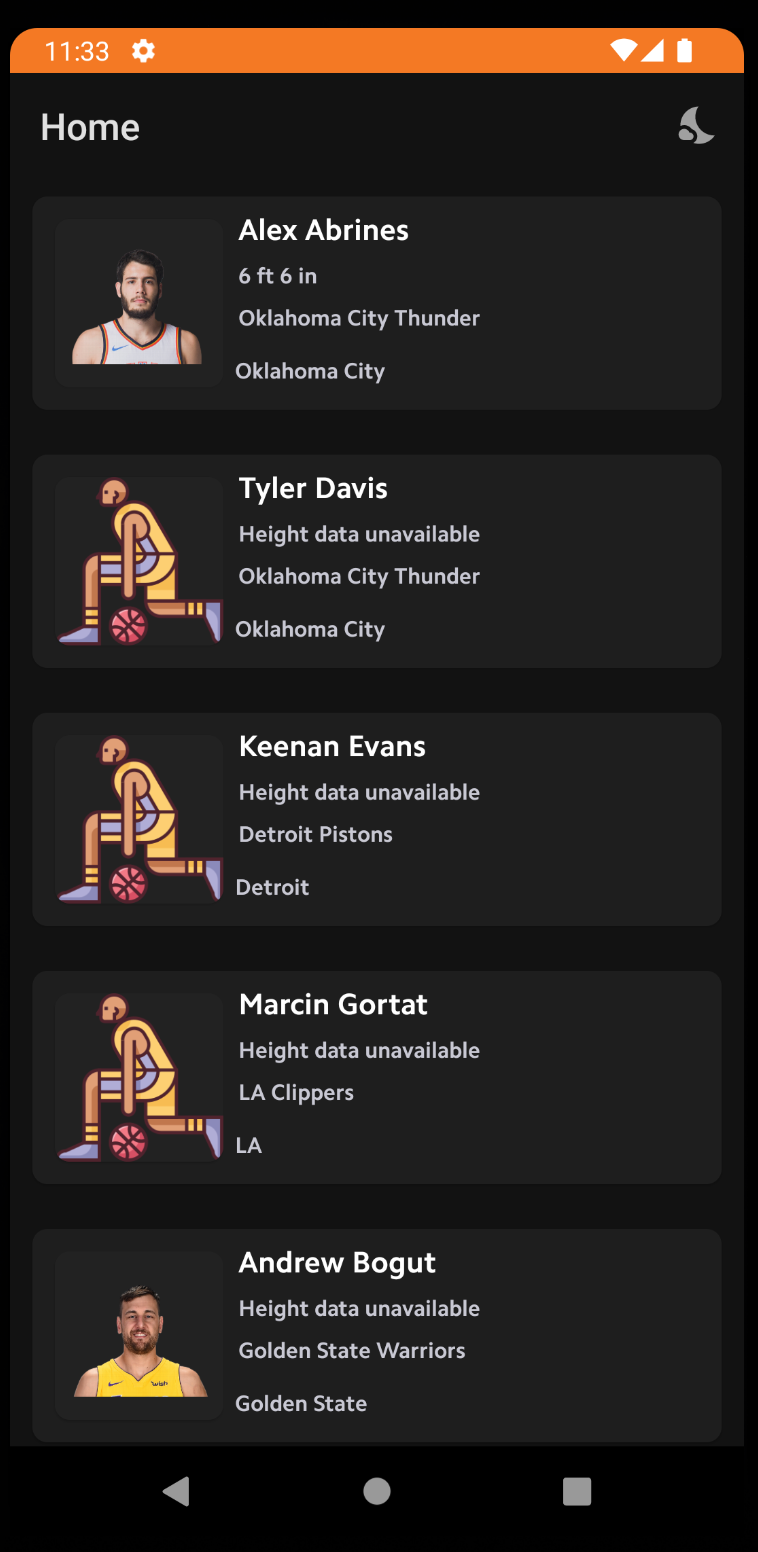 11:33
Home
Alex Abrines
6 ft 6 in
Oklahoma City Thunder
Oklahoma City
Tyler Davis
Height data unavailable
Oklahoma City Thunder
Oklahoma City
Keenan Evans
Height data unavailable
Detroit Pistons
Detroit
Marcin Gortat
Height data unavailable
LA Clippers
LA
Andrew Bogut
Height data unavailable
Golden State Warriors
wish
Golden State